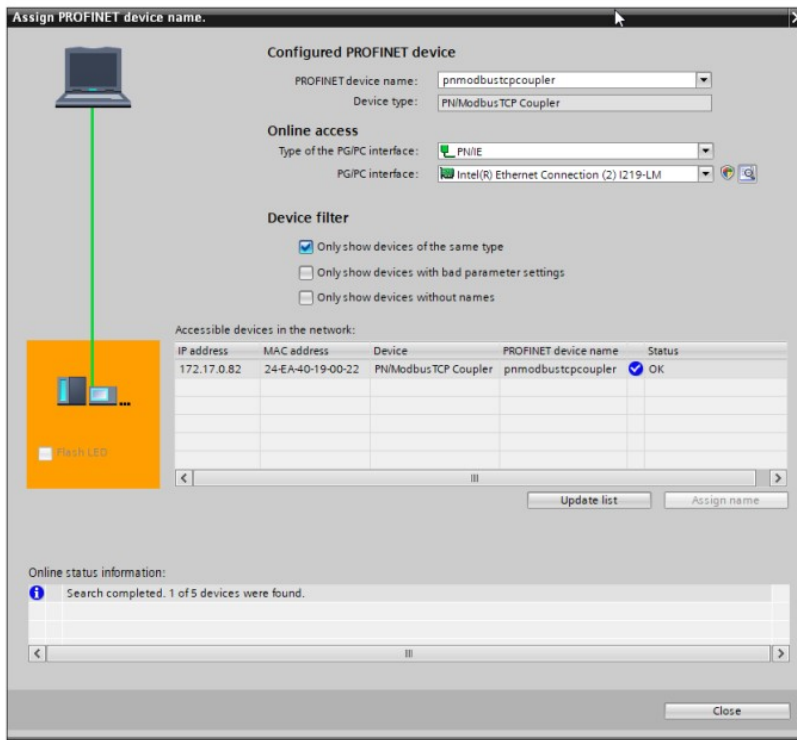 Assign PROFINET device name.
Configured PROFINET device
PROFINET device name: pnmodbustcpcoupler
Device type: PN/ModbusTCP Coupler
Online access
Type of the PG/PC interface: PN/IE
PG/PC interface: Intel(R) Ethernet Connection (2) I219-LM
Device filter
Only show devices of the same type
Only show devices with bad parameter settings
Only show devices without names
Accessible devices in the network:
IP address MAC address Device PROFINET device name Status
172.17.0.82 24-EA-40-19-00-22 PN/ModbusTCP Coupler pnmodbustcpcoupler OK
Flash LED
Update list Assign name
Online status information:
Search completed. 1 of 5 devices were found.
Close